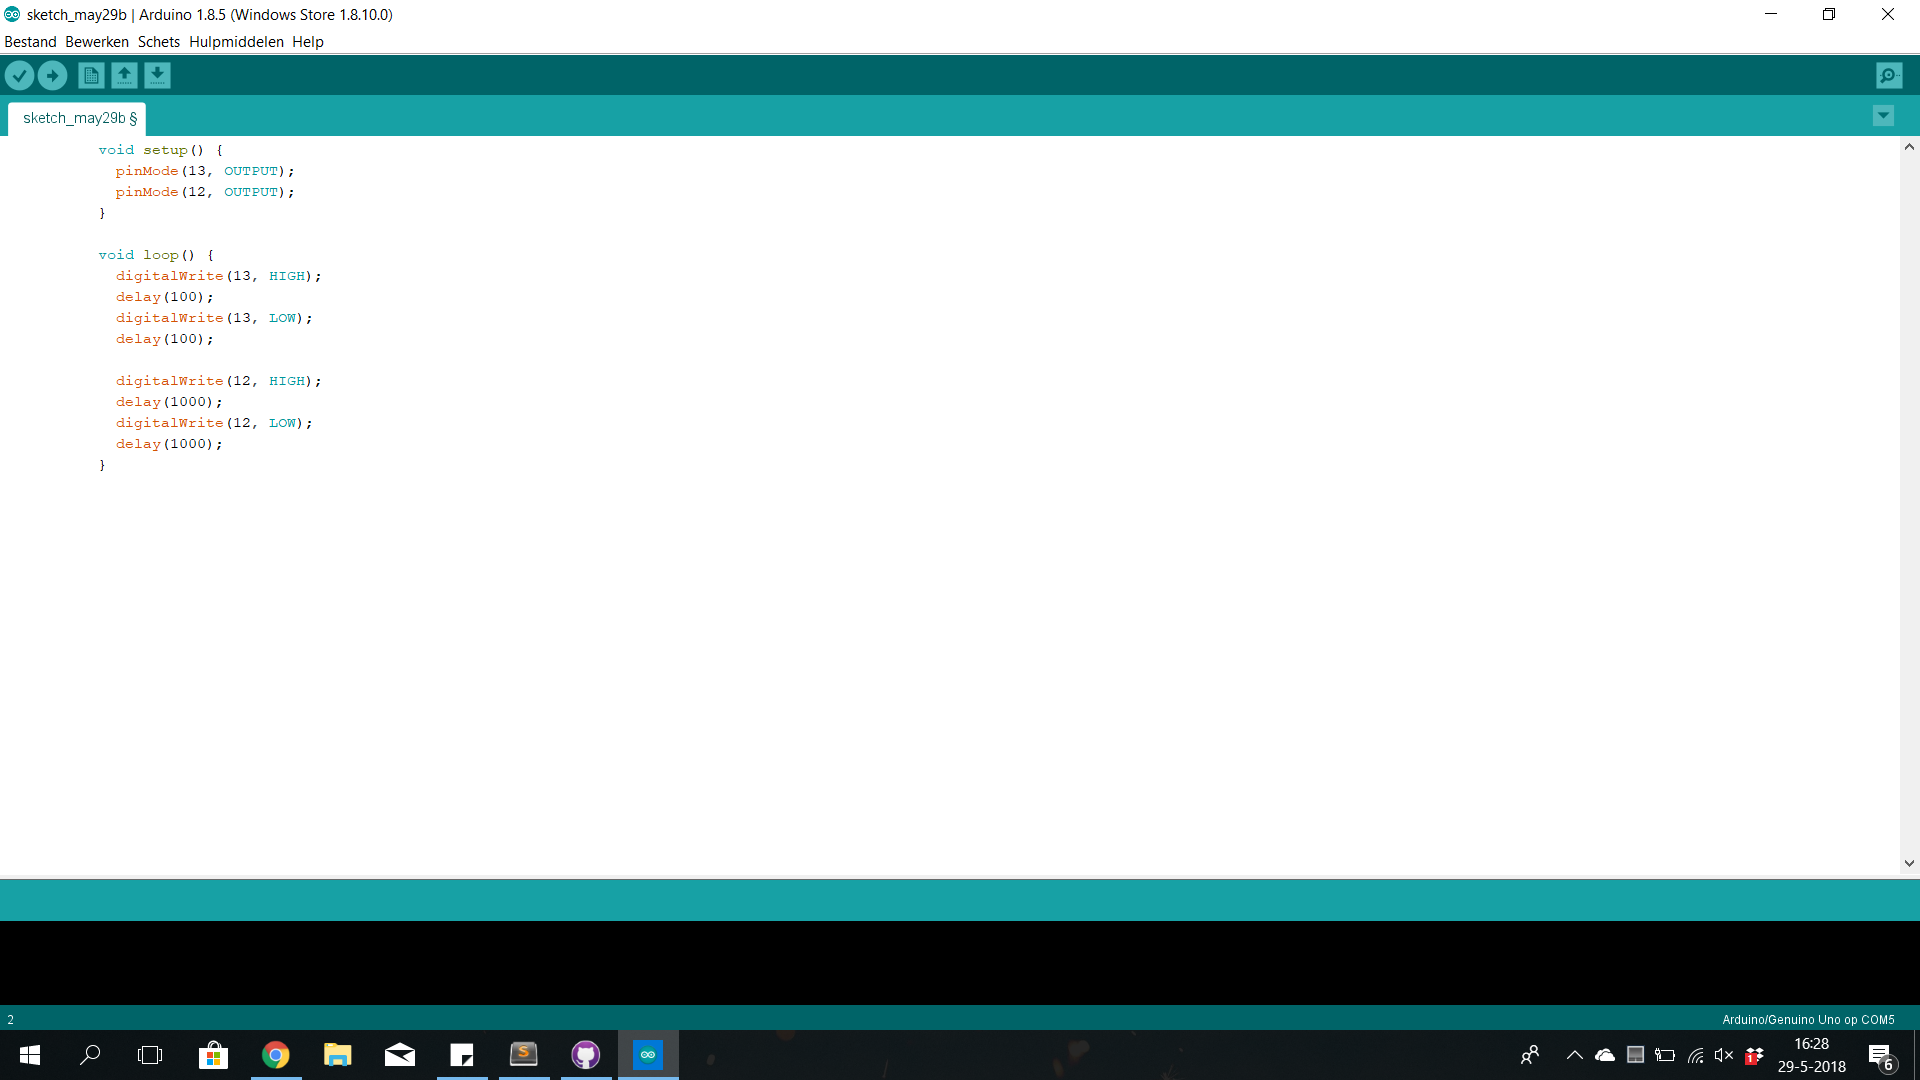 sketch_may29b | Arduino 1.8.5 (Windows Store 1.8.10.0)
Bestand Bewerken Schets Hulpmiddelen Help
sketch_may29b §
void setup() {
  pinMode(13, OUTPUT);
  pinMode(12, OUTPUT);
}
void loop() {
  digitalWrite(13, HIGH);
  delay(100);
  digitalWrite(13, LOW);
  delay(100);
  digitalWrite(12, HIGH);
  delay(1000);
  digitalWrite(12, LOW);
  delay(1000);
}
2
Arduino/Genuino Uno op COM5
S
1
16:28
29-5-2018
6